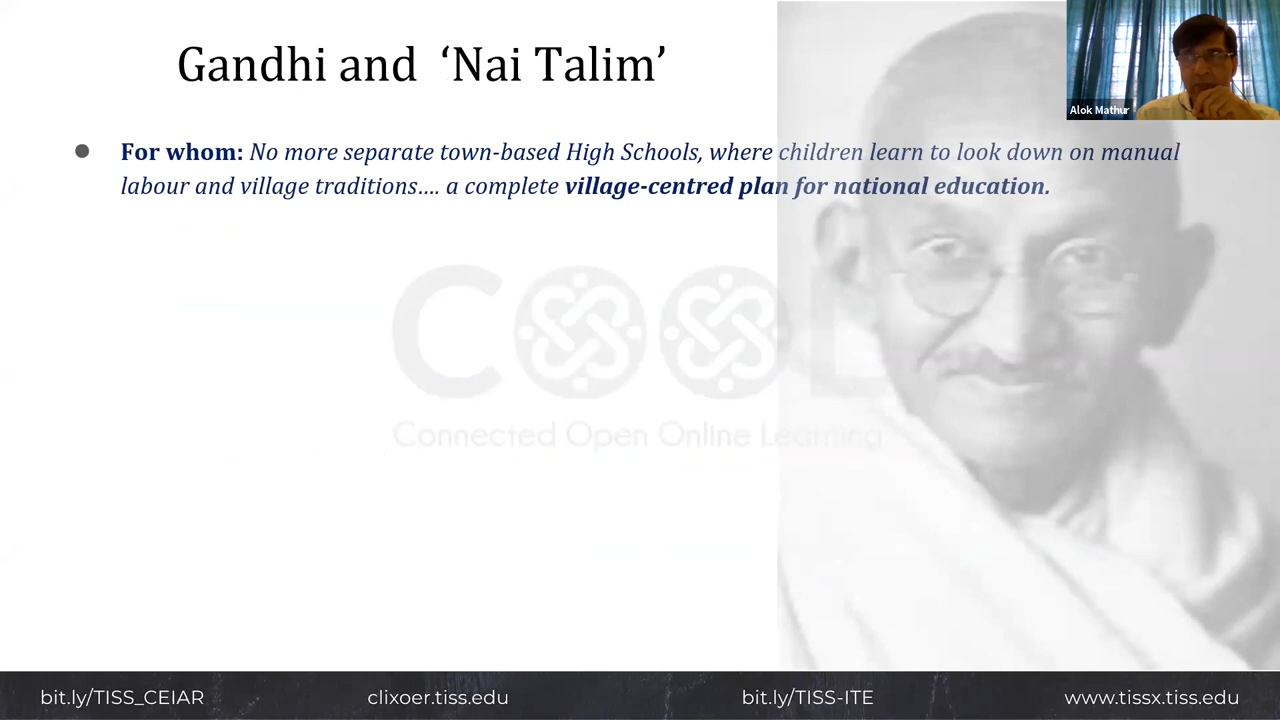 Gandhi and ‘Nai Talim’
Alok Mathur
● For whom: No more separate town-based High Schools, where children learn to look down on manual
labour and village traditions.... a complete village-centred plan for national education.
COOL
Connected Open Online Learning
bit.ly/TISS_CEIAR clixoer.tiss.edu bit.ly/TISS-ITE www.tissx.tiss.edu